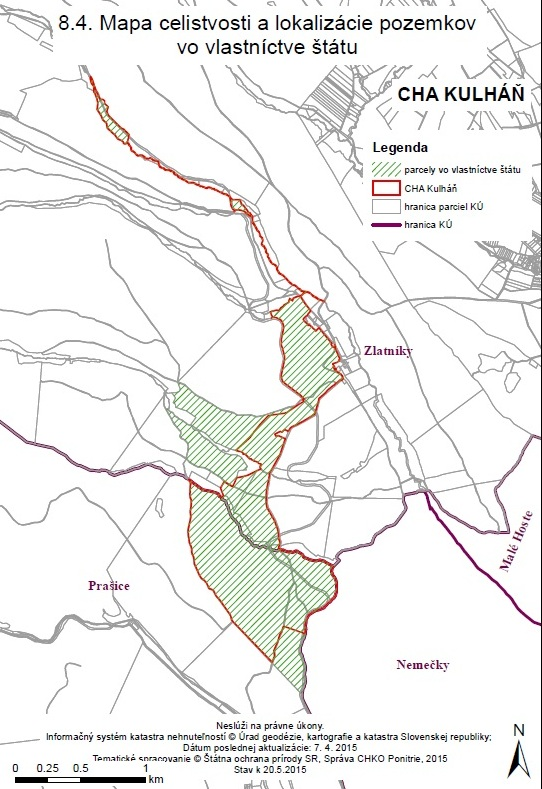 8.4. Mapa celistvosti a lokalizácie pozemkov
vo vlastníctve štátu
CHA KULHÁŇ
Legenda
parcely vo vlastníctve štátu
CHA Kulháň
hranica parciel KÚ
hranica KÚ
Zlatníky
Malé Hoste
Prašice
Nemečky
Neslúži na právne úkony.
Informačný systém katastra nehnuteľností © Úrad geodézie, kartografie a katastra Slovenskej republiky;
Dátum poslednej aktualizácie: 7. 4. 2015
Tematické spracovanie © Štátna ochrana prírody SR, Správa CHKO Ponitrie, 2015
Stav k 20.5.2015
N
0 0.25 0.5 1
km